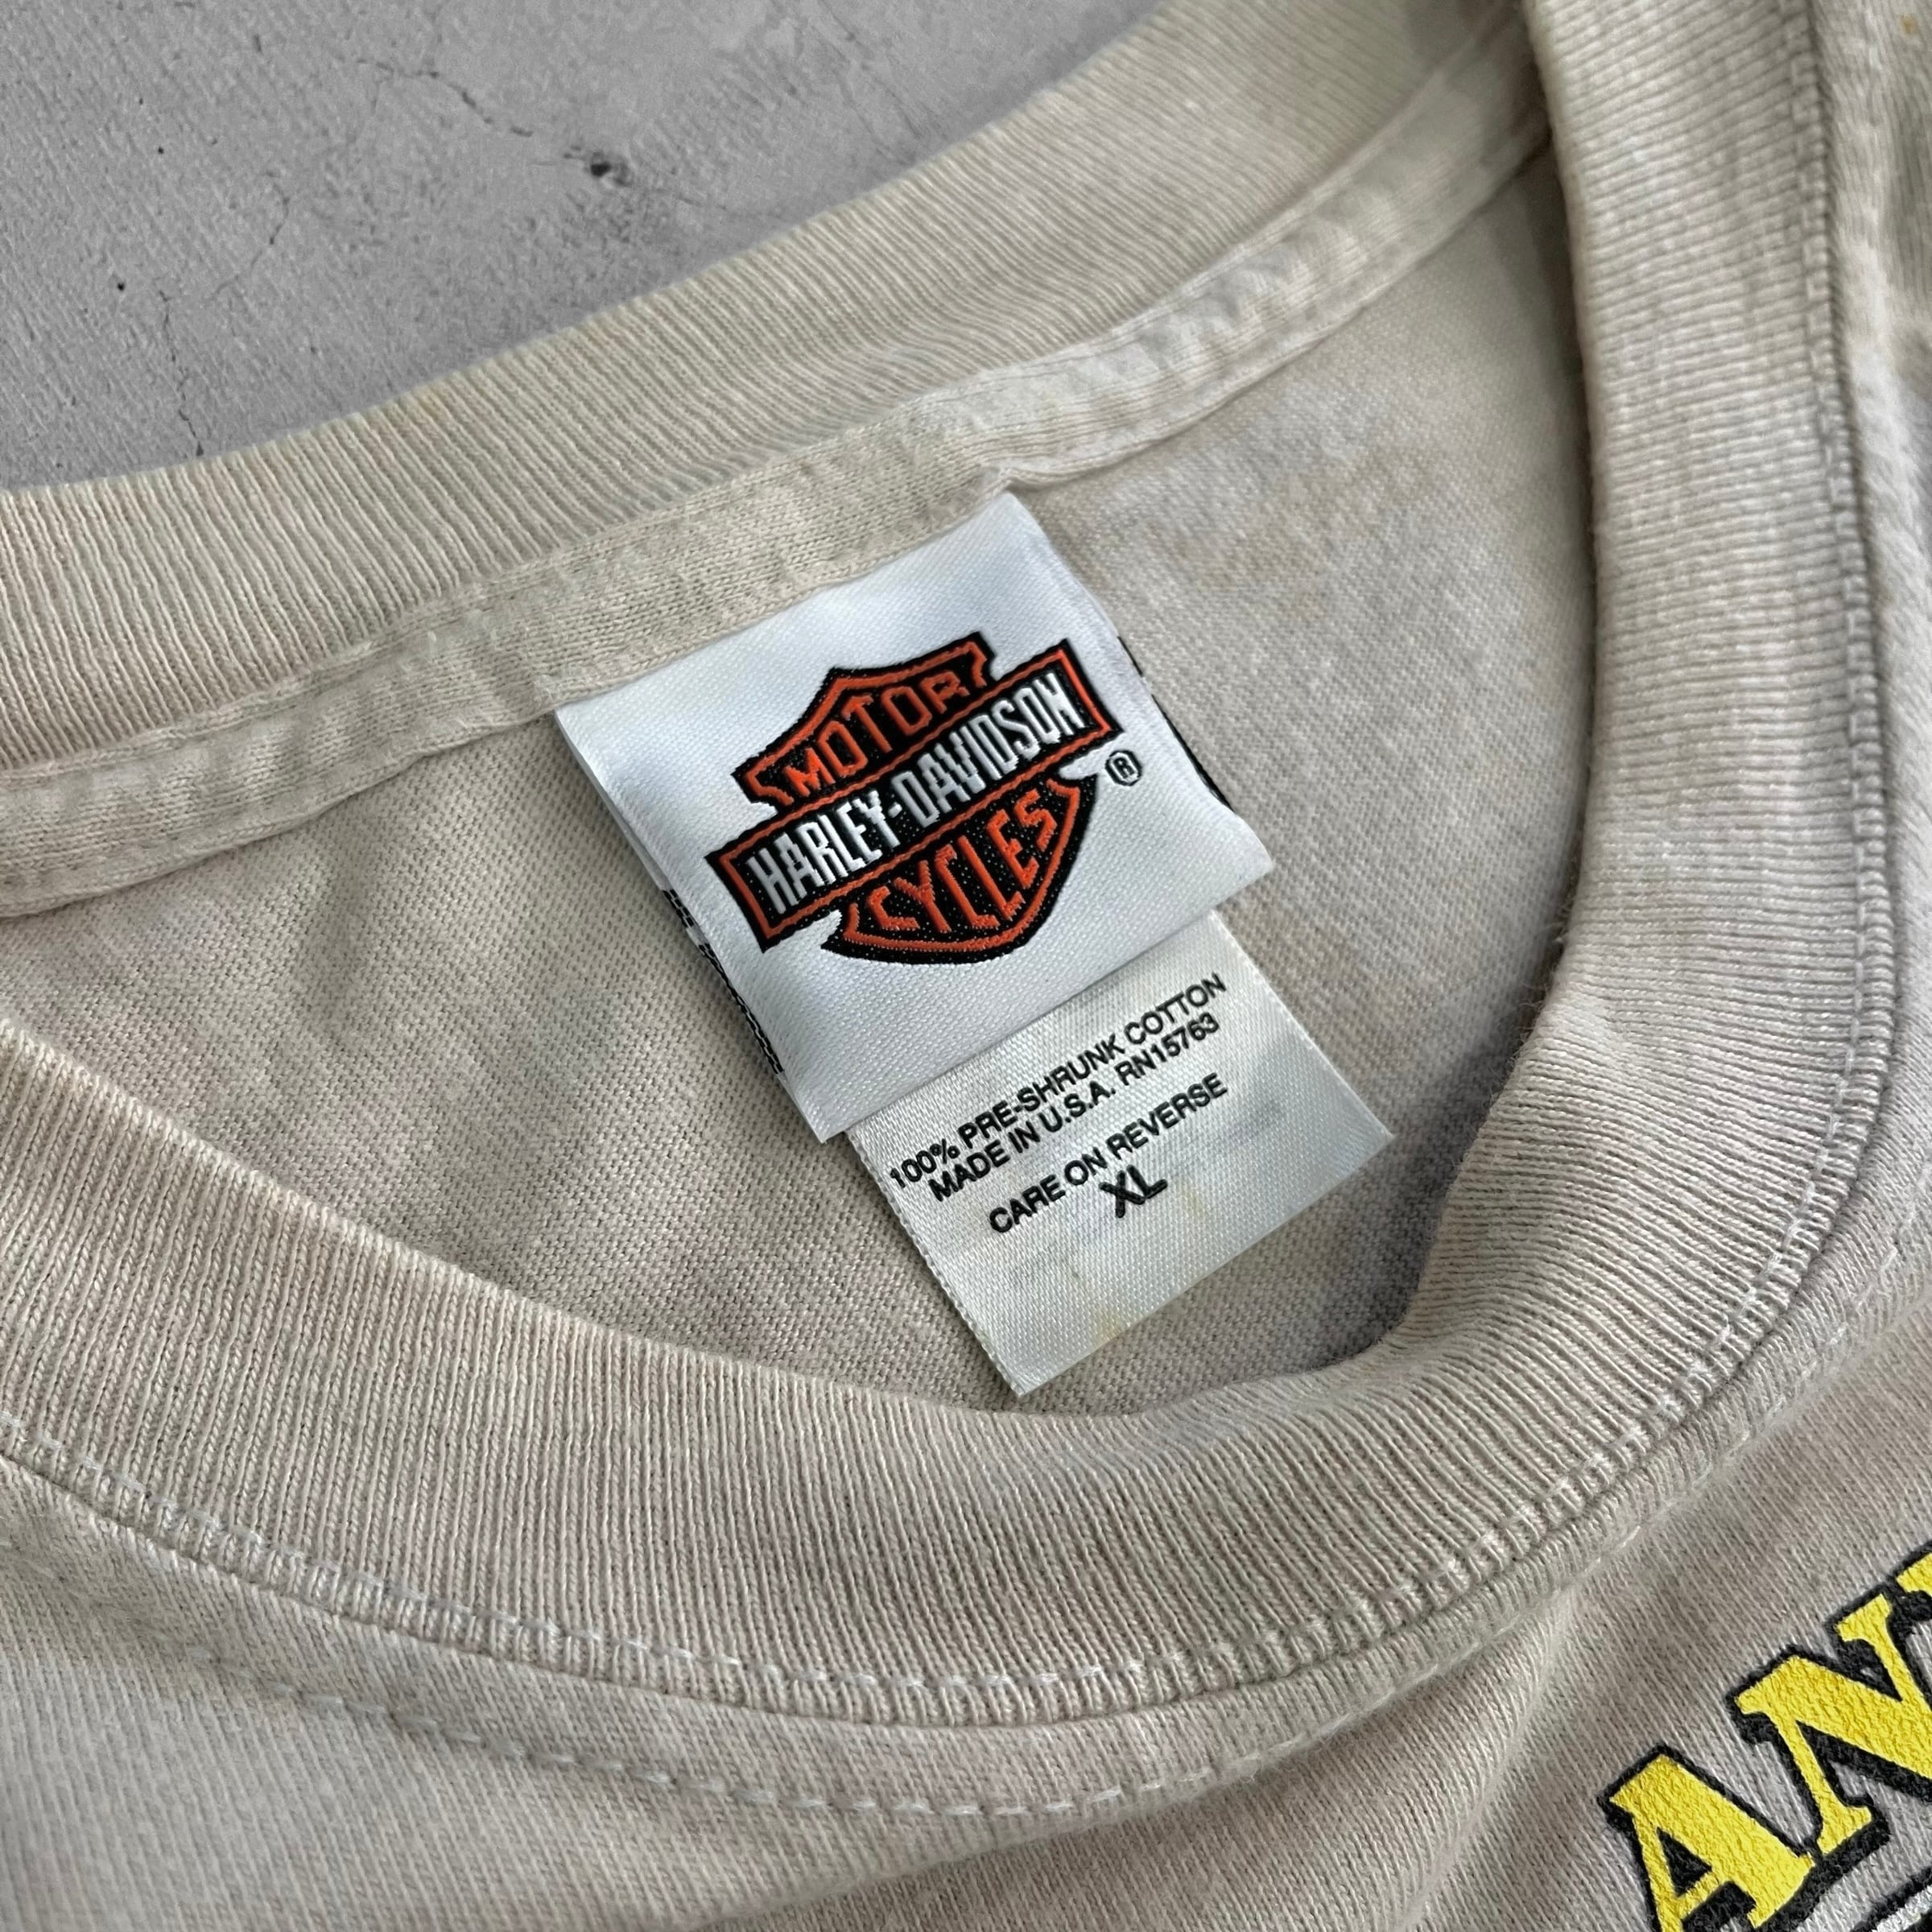 MOTOR
HARLEY-DAVIDSON
CYCLES
®
100% PRE-SHRUNK COTTON
MADE IN U.S.A. RN15763
CARE ON REVERSE
XL
AN